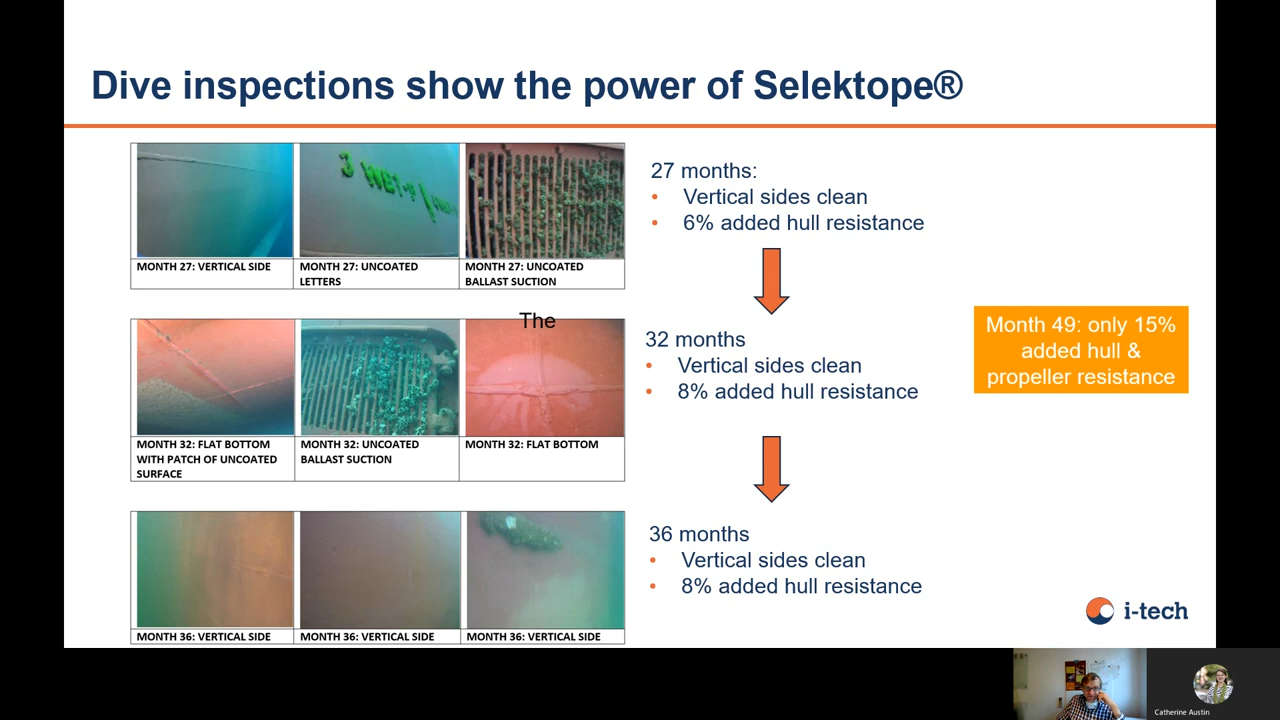 Dive inspections show the power of Selektope®
MONTH 27: VERTICAL SIDE
MONTH 27: UNCOATED
LETTERS
MONTH 27: UNCOATED
BALLAST SUCTION
27 months:
• Vertical sides clean
• 6% added hull resistance
The
MONTH 32: FLAT BOTTOM
WITH PATCH OF UNCOATED
SURFACE
MONTH 32: UNCOATED
BALLAST SUCTION
MONTH 32: FLAT BOTTOM
32 months
• Vertical sides clean
• 8% added hull resistance
Month 49: only 15%
added hull &
propeller resistance
MONTH 36: VERTICAL SIDE
MONTH 36: VERTICAL SIDE
MONTH 36: VERTICAL SIDE
36 months
• Vertical sides clean
• 8% added hull resistance
i-tech
Catherine Austin